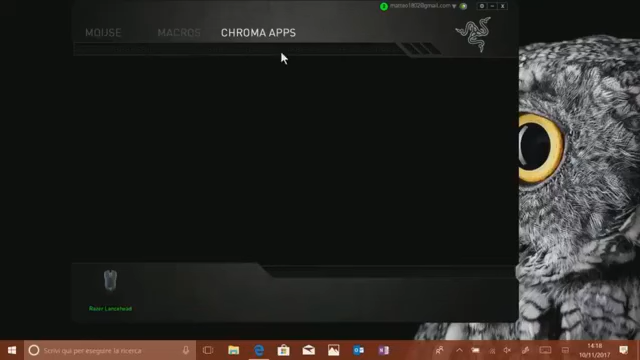 MOUSE MACROS CHROMA APPS
Razer Lancehead
Scrivi qui per eseguire la ricerca
14:18
10/11/2017